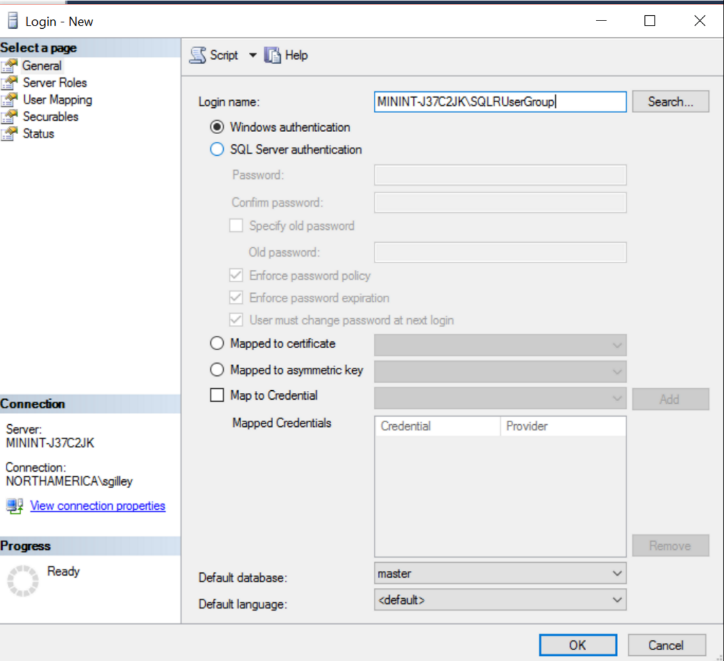 Login - New
Select a page
General
Server Roles
User Mapping
Securables
Status
Script
Help
Login name:
MININT-J37C2JK\SQLRUserGroup
Search...
Windows authentication
SQL Server authentication
Password:
Confirm password:
Specify old password
Old password:
Enforce password policy
Enforce password expiration
User must change password at next login
Mapped to certificate
Mapped to asymmetric key
Map to Credential
Add
Mapped Credentials
Credential
Provider
Remove
Default database:
master
Default language:
<default>
Connection
Server:
MININT-J37C2JK
Connection:
NORTHAMERICA\sgilley
View connection properties
Progress
Ready
OK
Cancel